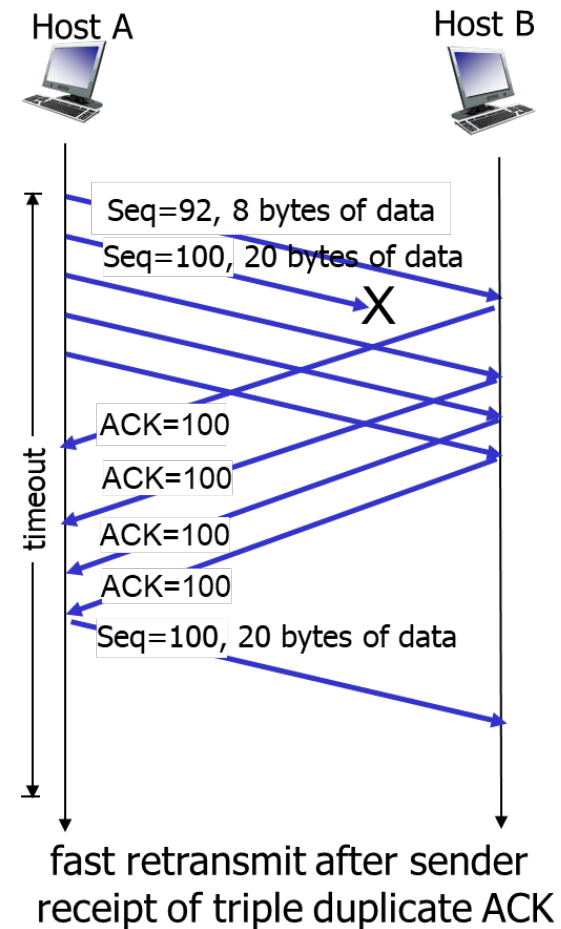 Host A
Host B
Seq=92, 8 bytes of data
Seq=100, 20 bytes of data
X
timeout
ACK=100
ACK=100
ACK=100
ACK=100
Seq=100, 20 bytes of data
fast retransmit after sender
receipt of triple duplicate ACK